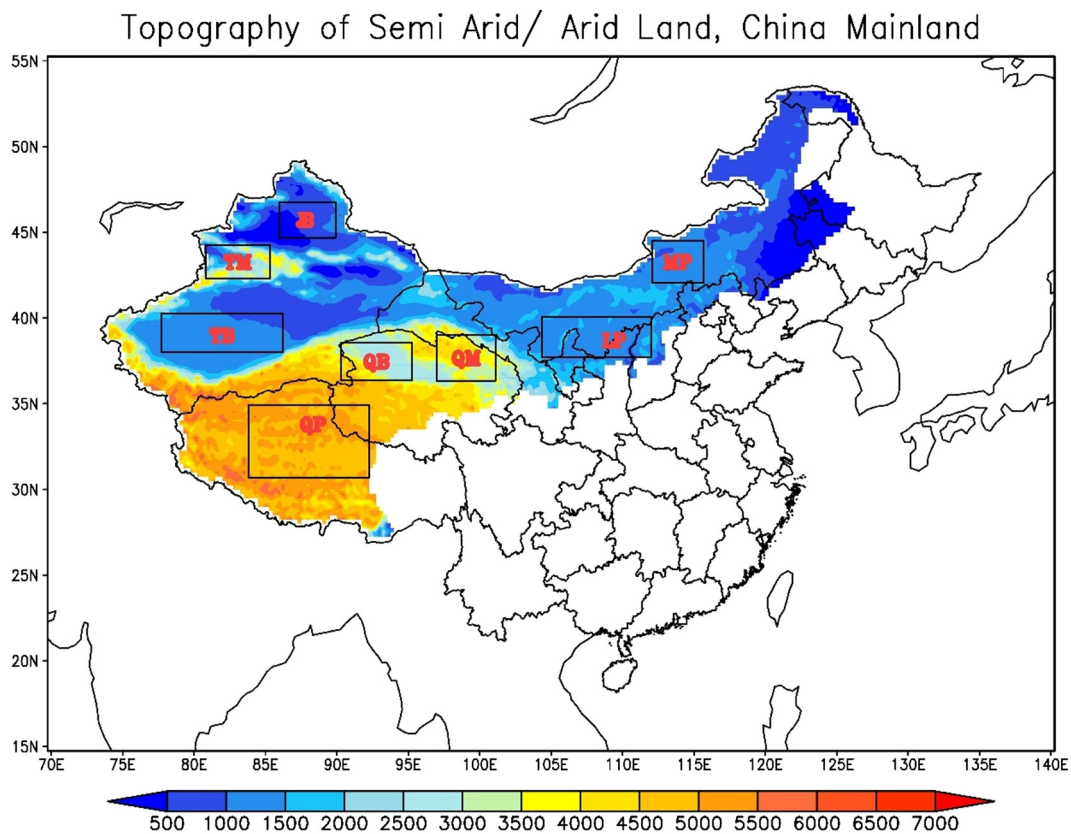 Topography of Semi Arid/ Arid Land, China Mainland
55N
50N
45N
40N
35N
30N
25N
20N
15N
JB
TM
MP
TB
LP
QB
QM
QP
70E 75E 80E 85E 90E 95E 100E 105E 110E 115E 120E 125E 130E 135E 140E
500 1000 1500 2000 2500 3000 3500 4000 4500 5000 5500 6000 6500 7000